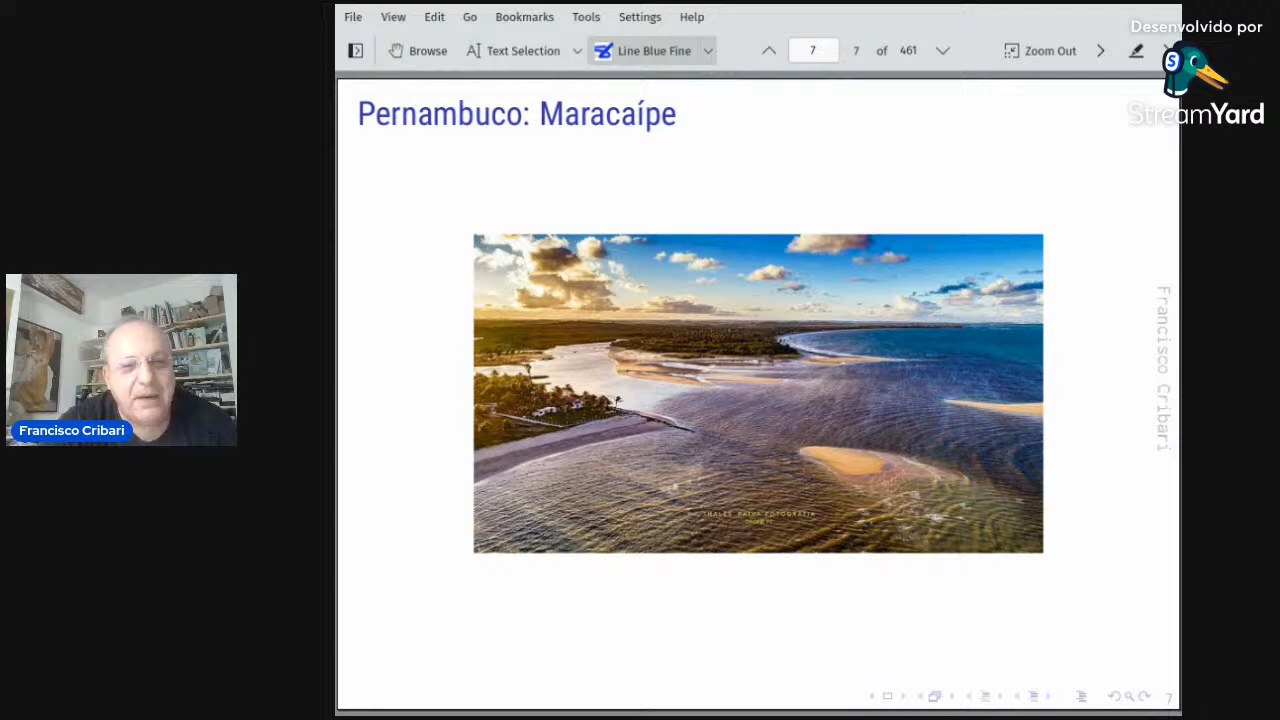 File View Edit Go Bookmarks Tools Settings Help
Desenvolvido por
Browse Text Selection Line Blue Fine 7 7 of 461 Zoom Out
StreamYard
Pernambuco: Maracaípe
Francisco Cribari
Francisco Cribari
7